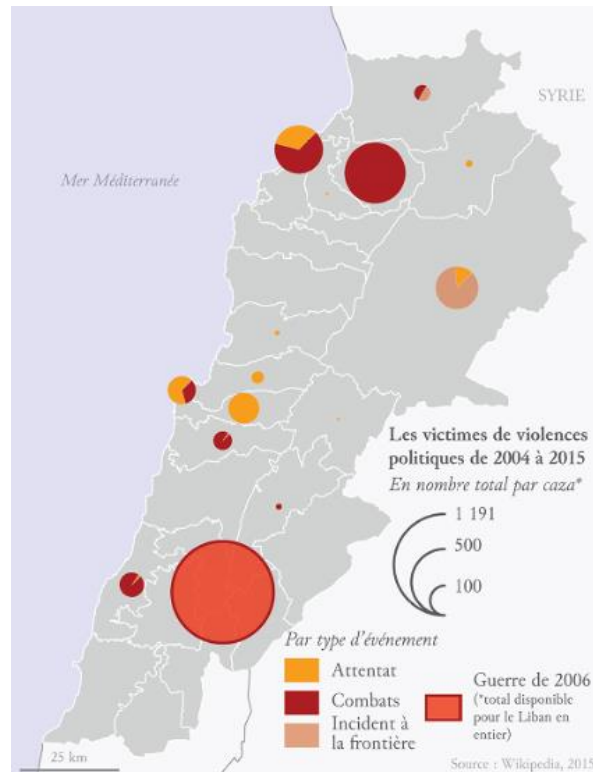 SYRIE
Mer Méditerranée
Les victimes de violences
politiques de 2004 à 2015
En nombre total par caza*
1 191
500
100
Par type d'événement
Attentat
Combats
Incident à
la frontière
Guerre de 2006
(*total disponible
pour le Liban en
entier)
25 km
Source : Wikipedia, 2015